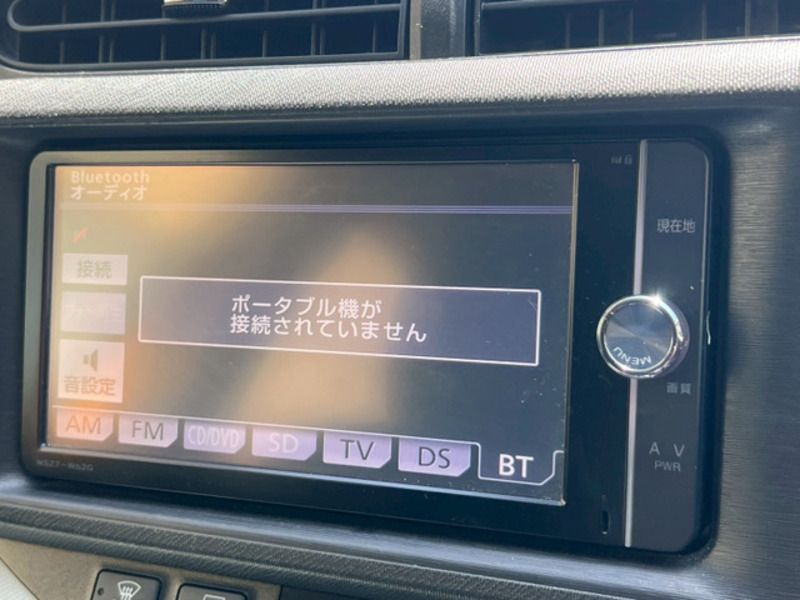 Bluetooth
オーディオ
現在地
接続
ポータブル機が
接続されていません
MENU
音設定
画質
AM
FM
CD/DVD
SD
TV
DS
BT
A V
PWR
NSZT-W62G